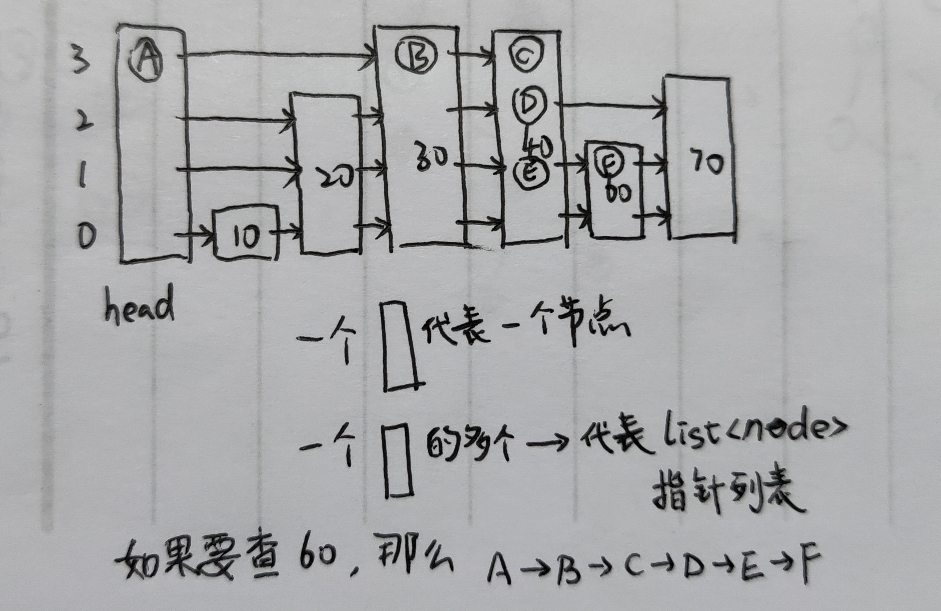 3 A B C
2 D
1 20 30 40 E F 60 70
0 10
head
一个 代表一个节点
一个 的多个→代表 list<node>
指针列表
如果要查60,那么 A→B→C→D→E→F